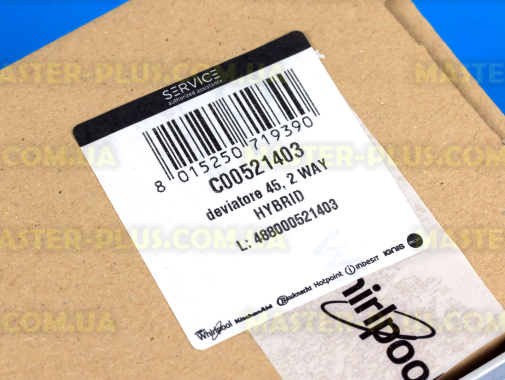 SERVICE
authorized assistance
8 015250 719390
C00521403
deviatore 45, 2 WAY
HYBRID
L: 488000521403
Whirlpool KitchenAid Bauknecht Hotpoint indesit IGNIS
Whirlpool
MASTER-PLUS.COM.UA